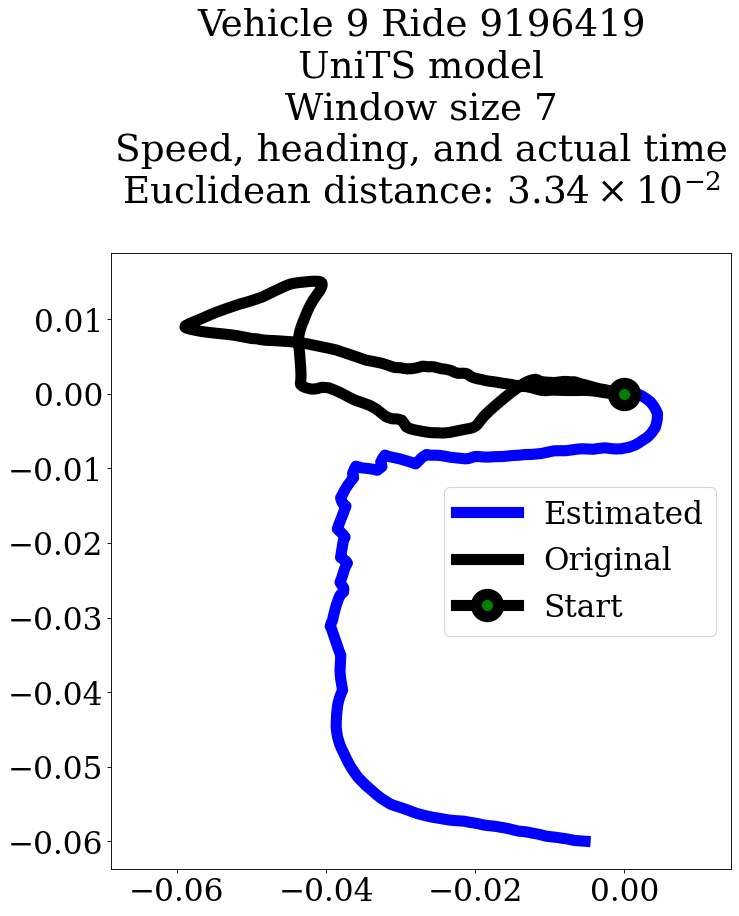 Vehicle 9 Ride 9196419
UniTS model
Window size 7
Speed, heading, and actual time
Euclidean distance: 3.34 × 10⁻²
0.01
0.00
−0.01
−0.02
−0.03
−0.04
−0.05
−0.06
Estimated
Original
Start
−0.06 −0.04 −0.02 0.00